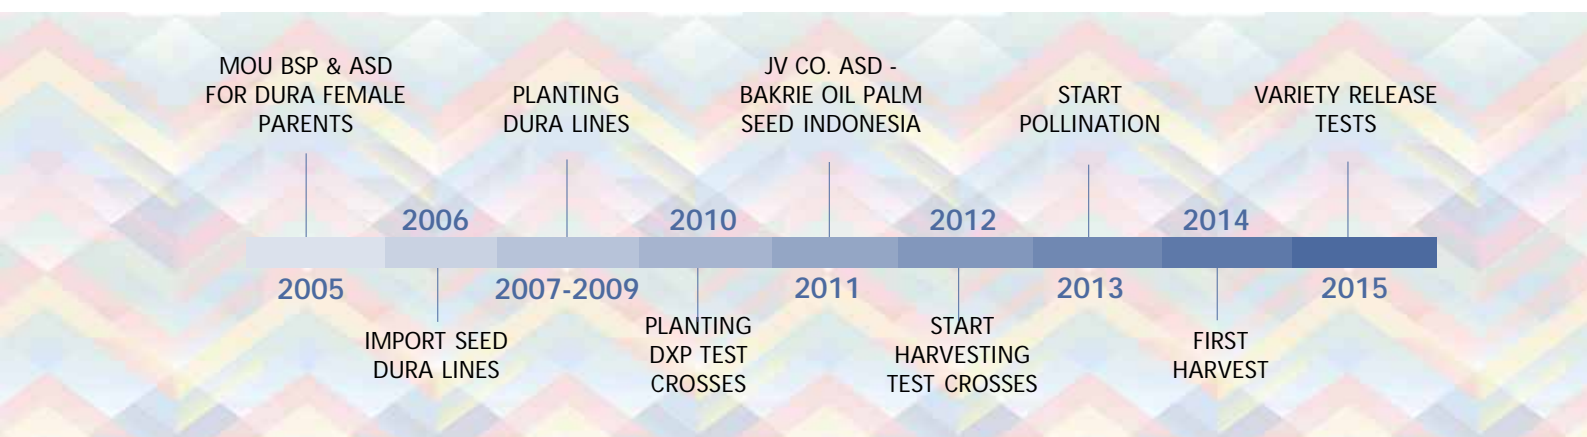 MOU BSP & ASD
FOR DURA FEMALE
PARENTS
PLANTING
DURA LINES
JV CO. ASD -
BAKRIE OIL PALM
SEED INDONESIA
START
POLLINATION
VARIETY RELEASE
TESTS
2006
2010
2012
2014
2005
2007-2009
2011
2013
2015
IMPORT SEED
DURA LINES
PLANTING
DXP TEST
CROSSES
START
HARVESTING
TEST CROSSES
FIRST
HARVEST